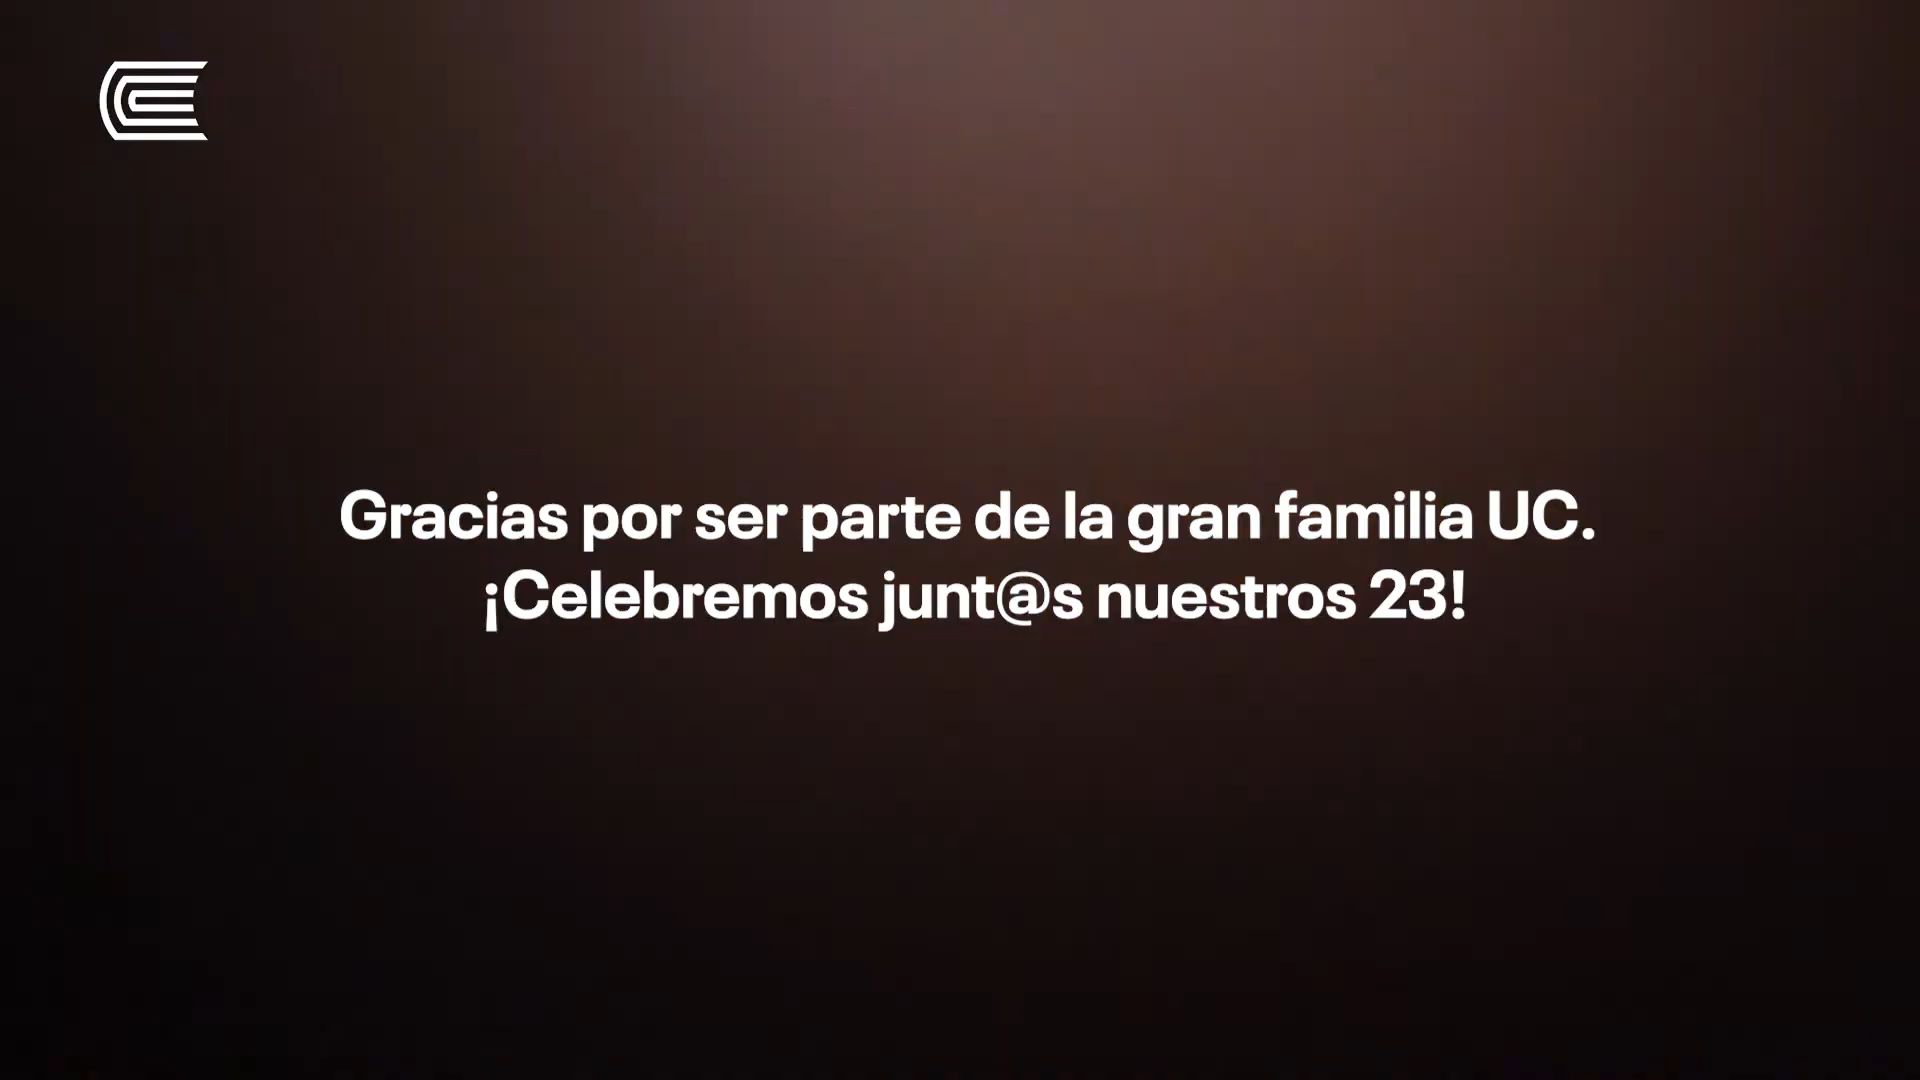 Gracias por ser parte de la gran familia UC.
¡Celebremos junt@s nuestros 23!